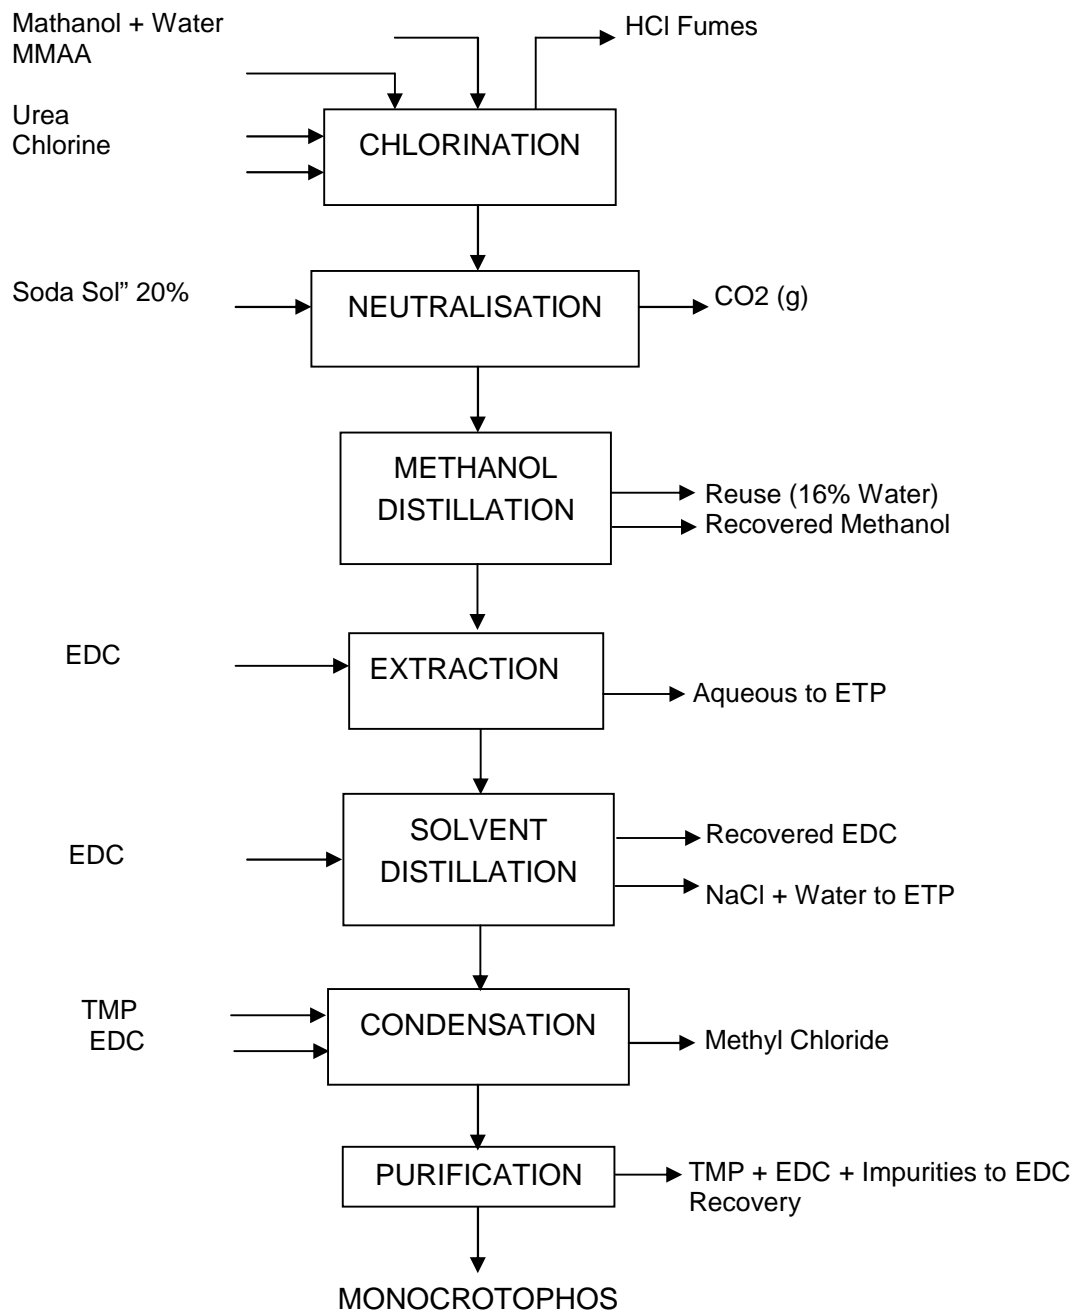 Mathanol + Water
MMAA
HCl Fumes
Urea
Chlorine
CHLORINATION
Soda Sol” 20%
NEUTRALISATION
CO2 (g)
METHANOL
DISTILLATION
Reuse (16% Water)
Recovered Methanol
EDC
EXTRACTION
Aqueous to ETP
EDC
SOLVENT
DISTILLATION
Recovered EDC
NaCl + Water to ETP
TMP
EDC
CONDENSATION
Methyl Chloride
PURIFICATION
TMP + EDC + Impurities to EDC
Recovery
MONOCROTOPHOS